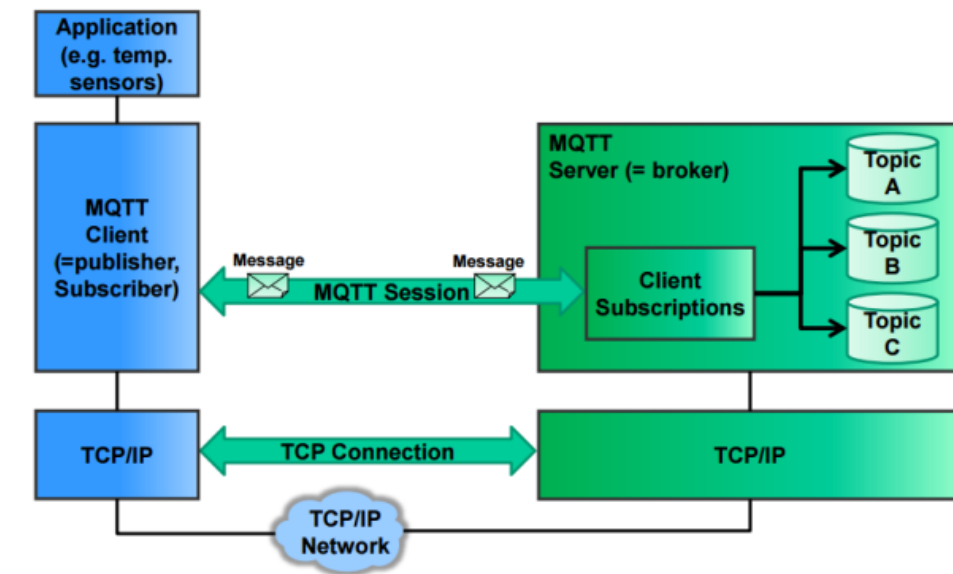 Application
(e.g. temp.
sensors)
MQTT
Client
(=publisher,
Subscriber)
Message
Message
MQTT Session
MQTT
Server (= broker)
Client
Subscriptions
Topic
A
Topic
B
Topic
C
TCP/IP
TCP Connection
TCP/IP
TCP/IP
Network